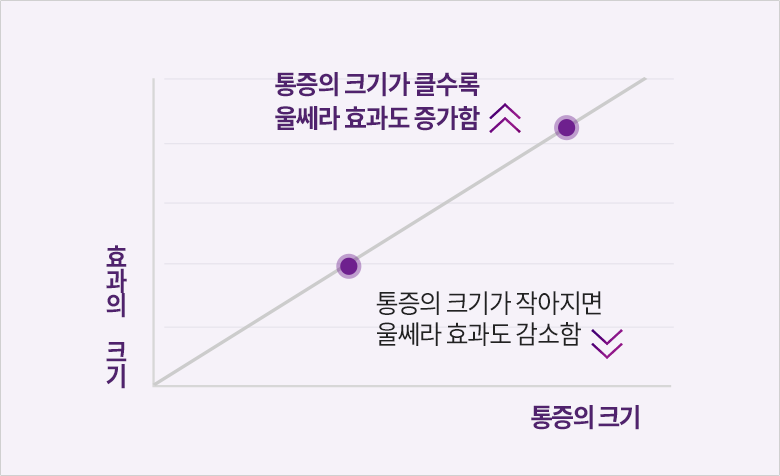 통증의 크기가 클수록
울쎄라 효과도 증가함
효과의 크기
통증의 크기가 작아지면
울쎄라 효과도 감소함
통증의 크기